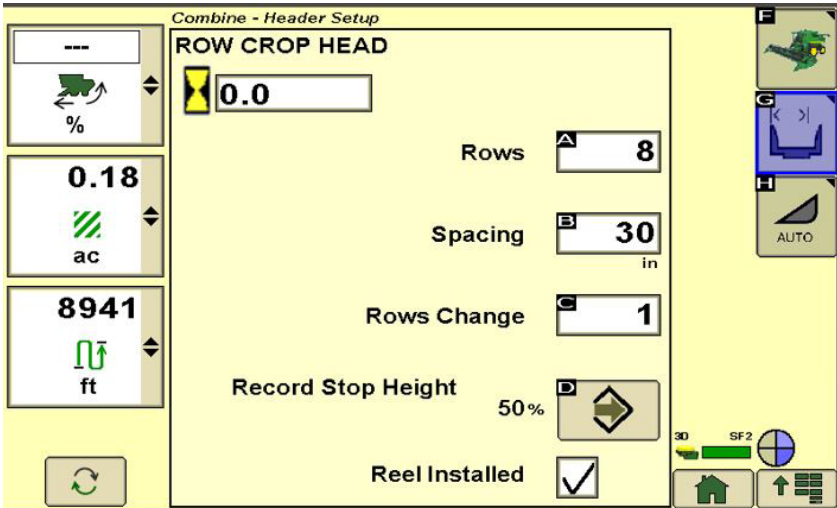 Combine - Header Setup
ROW CROP HEAD
---
%
0.0
A
Rows 8
0.18
ac
B
Spacing 30
in
8941
ft
C
Rows Change 1
Record Stop Height
50%
D
Reel Installed
F
G
H
AUTO
3D SF2